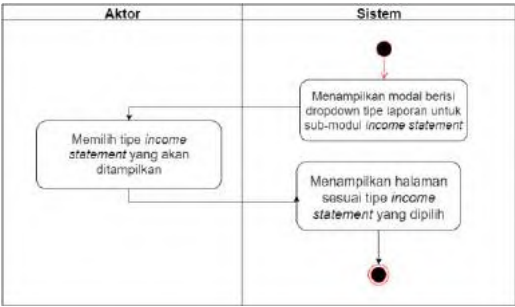 Aktor
Sistem
Menampilkan modal berisi
dropdown tipe laporan untuk
sub-modul income statement
Memilih tipe income
statement yang akan
ditampilkan
Menampilkan halaman
sesuai tipe income
statement yang dipilih